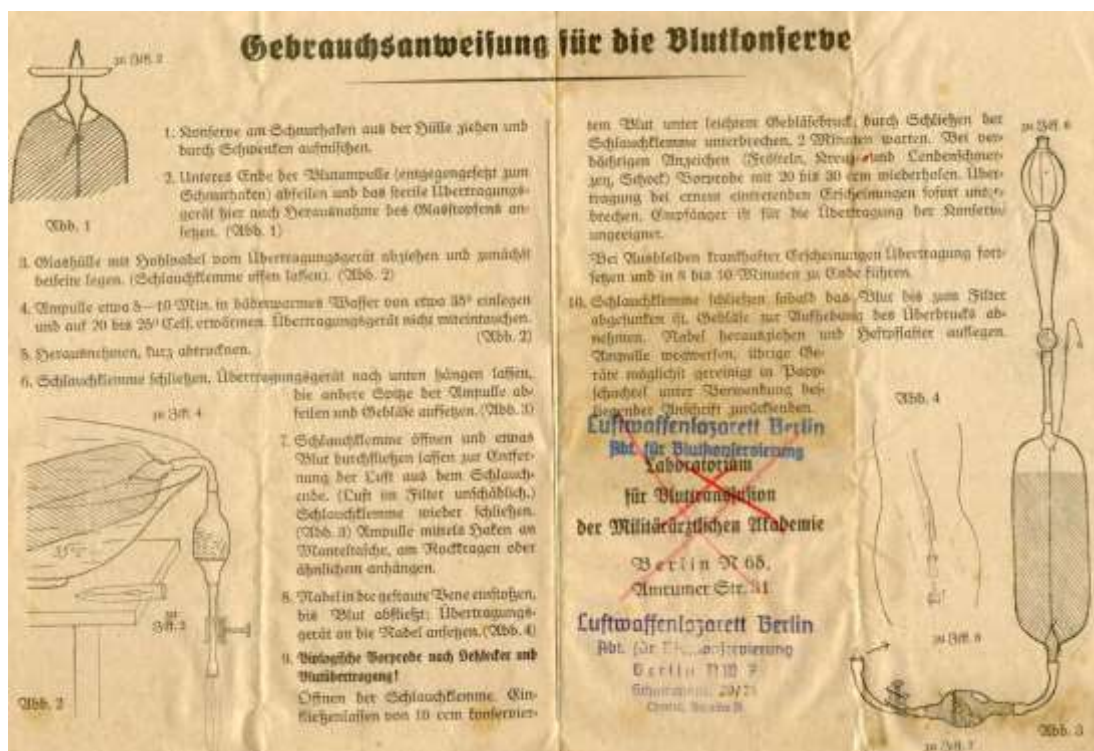 Gebrauchsanweisung für die Blutkonserve
zu Ziff. 2
Abb. 1
1. Konserve am Schnurhaken aus der Hülle ziehen und
durch Schwenken aufmischen.
2. Unteres Ende der Blutampulle (entgegengesetzt zum
Schnurhaken) abfeilen und das sterile Übertragungs-
gerät hier nach Herausnahme des Glasstopfens an-
setzen. (Abb. 1)
3. Glashülle mit Hohlnadel vom Übertragungsgerät abziehen und zunächst
beiseite legen. (Schlauchklemme offen lassen). (Abb. 2)
4. Ampulle etwa 8–10 Min. in bäderwarmes Wasser von etwa 35° einlegen
und auf 20 bis 25° Cels. erwärmen. Übertragungsgerät nicht miteintauchen.
(Abb. 2)
5. Herausnehmen, kurz abtrocknen.
6. Schlauchklemme schließen, Übertragungsgerät nach unten hängen lassen,
die andere Spitze der Ampulle ab-
feilen und Gebläse aufsetzen. (Abb. 3)
7. Schlauchklemme öffnen und etwas
Blut durchfließen lassen zur Entfer-
nung der Luft aus dem Schlauch-
ende. (Luft im Filter unschädlich.)
Schlauchklemme wieder schließen.
(Abb. 3) Ampulle mittels Haken an
Manteltasche, am Rockkragen oder
ähnlichem anhängen.
8. Nadel in die gestaute Vene einstoßen,
bis Blut abfließt; Übertragungs-
gerät an die Nadel ansetzen. (Abb. 4)
9. Biologische Vorprobe nach Oehlecker und
Blutübertragung!
Öffnen der Schlauchklemme. Ein-
fließenlassen von 10 ccm konservier-
zu Ziff. 4
35°
zu
Ziff. 3
Abb. 2
tem Blut unter leichtem Gebläsedruck, durch Schließen der
Schlauchklemme unterbrechen, 2 Minuten warten. Bei ver-
dächtigen Anzeichen (Frösteln, Kreuz- und Lendenschmer-
zen, Schock) Vorprobe mit 20 bis 30 ccm wiederholen. Über-
tragung bei erneut eintretenden Erscheinungen sofort unter-
brechen. Empfänger ist für die Übertragung der Konserve
ungeeignet.
Bei Ausbleiben krankhafter Erscheinungen Übertragung fort-
setzen und in 8 bis 10 Minuten zu Ende führen.
10. Schlauchklemme schließen sobald das Blut bis zum Filter
abgesunken ist. Gebläse zur Aufhebung des Überdrucks ab-
nehmen. Nadel herausziehen und Heftpflaster auflegen.
Ampulle wegwerfen, übrige Ge-
räte möglichst gereinigt in Papp-
schachtel unter Verwendung bei-
liegender Anschrift zurücksenden.
Luftwaffenlazarett Berlin
Abt. für Blutkonservierung
Laboratorium
für Bluttransfusion
der Militärärztlichen Akademie
Berlin N 65,
Amrumer Str. 31
Luftwaffenlazarett Berlin
Abt. für
Berlin NW 7
zu Ziff. 6
Abb. 4
zu Ziff. 8
zu Ziff. 7
Abb. 3